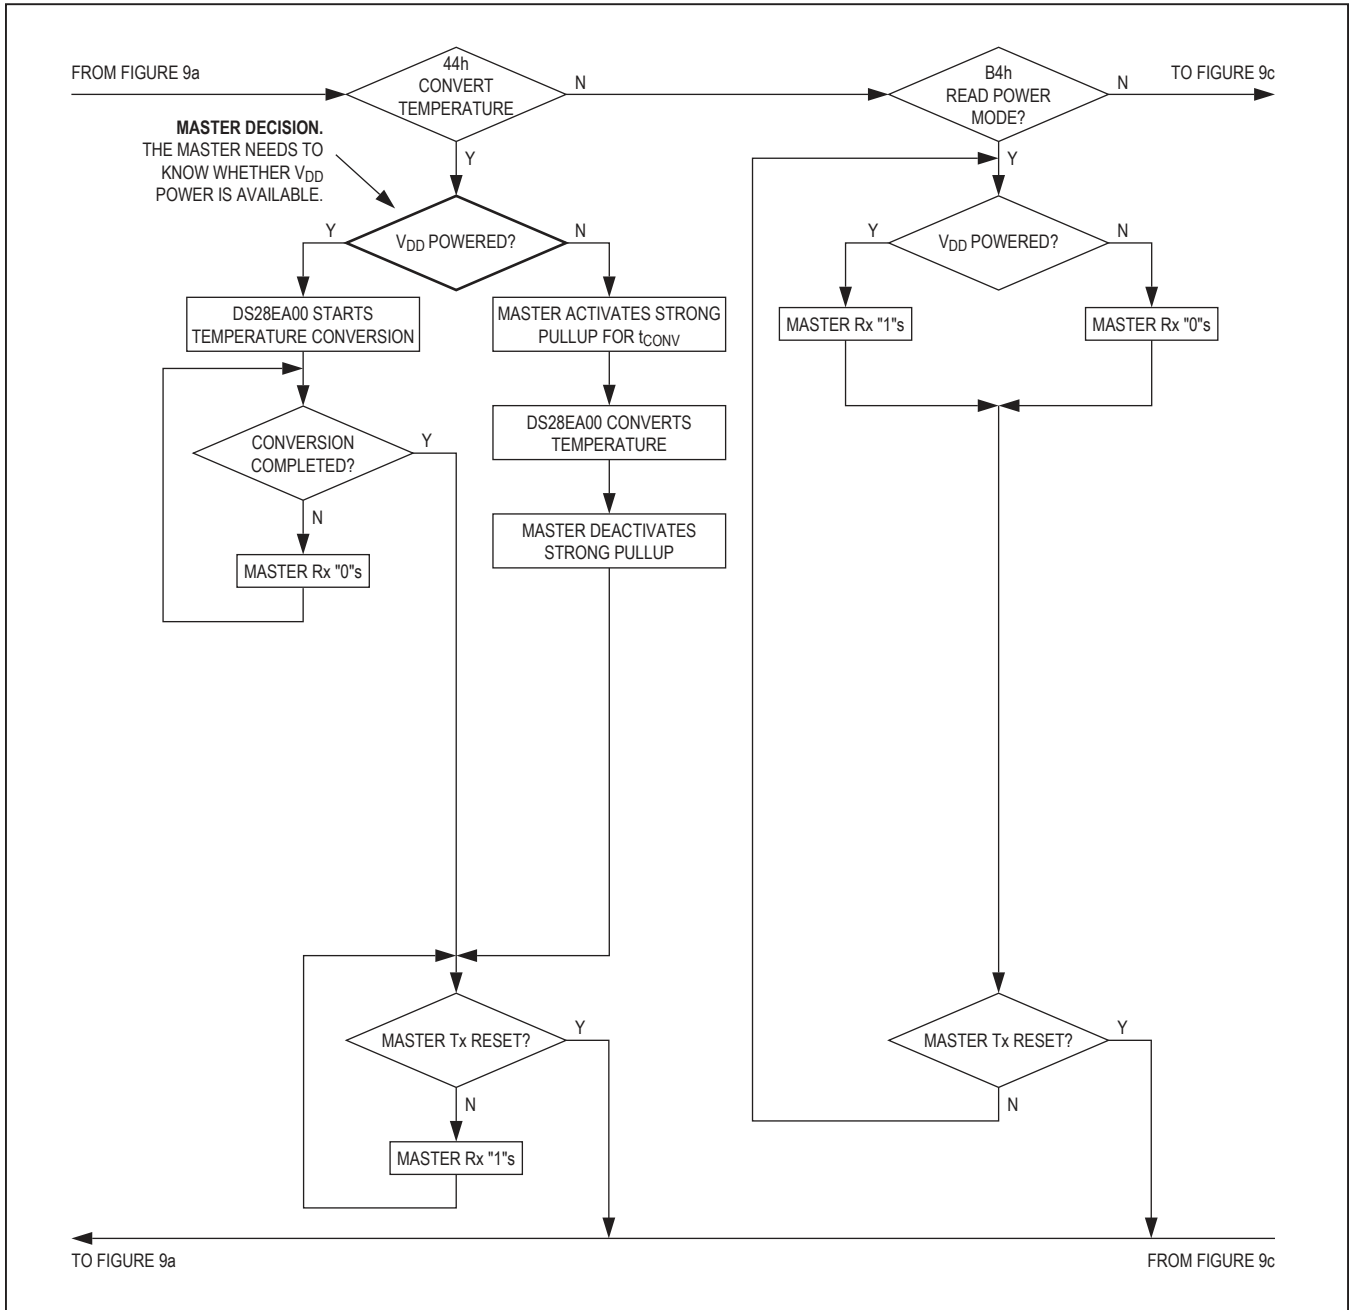 FROM FIGURE 9a
44h
CONVERT
TEMPERATURE
N
B4h
READ POWER
MODE?
N
TO FIGURE 9c
MASTER DECISION.
THE MASTER NEEDS TO
KNOW WHETHER VDD
POWER IS AVAILABLE.
Y
Y
Y
VDD POWERED?
N
Y
VDD POWERED?
N
DS28EA00 STARTS
TEMPERATURE CONVERSION
MASTER ACTIVATES STRONG
PULLUP FOR tCONV
MASTER Rx "1"s
MASTER Rx "0"s
CONVERSION
COMPLETED?
Y
DS28EA00 CONVERTS
TEMPERATURE
N
MASTER DEACTIVATES
STRONG PULLUP
MASTER Rx "0"s
MASTER Tx RESET?
Y
MASTER Tx RESET?
Y
N
N
MASTER Rx "1"s
TO FIGURE 9a
FROM FIGURE 9c